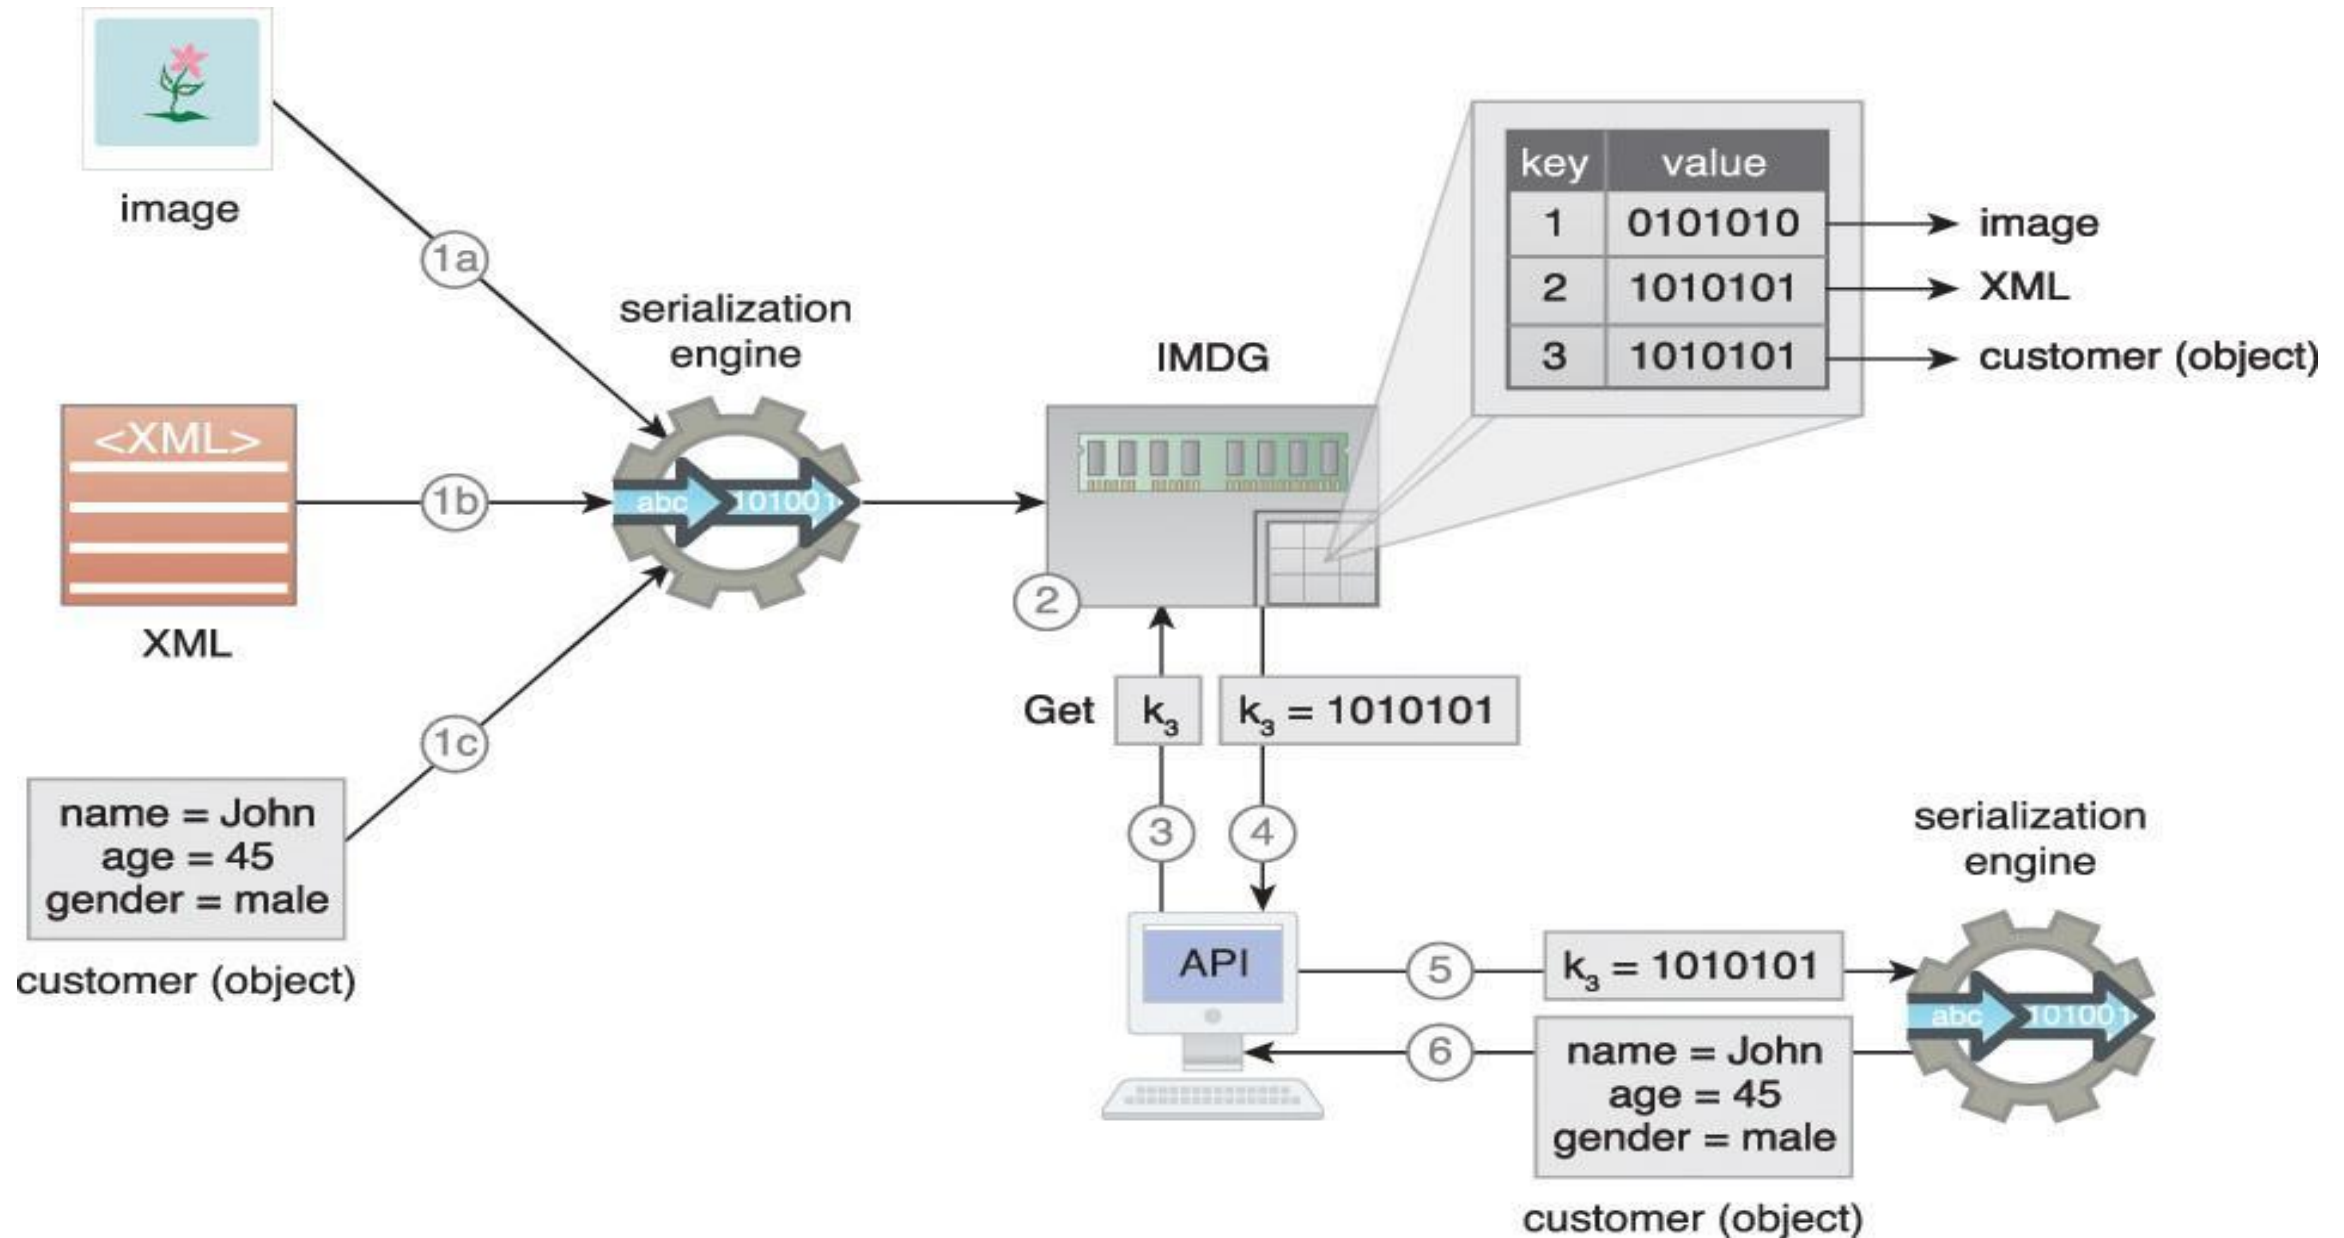 image
1a
<XML>
1b
XML
1c
name = John
age = 45
gender = male
customer (object)
serialization
engine
abc
101001
IMDG
2
key value
1 0101010
2 1010101
3 1010101
image
XML
customer (object)
Get
k₃
k₃ = 1010101
3
4
API
5
k₃ = 1010101
6
name = John
age = 45
gender = male
customer (object)
serialization
engine
abc
101001